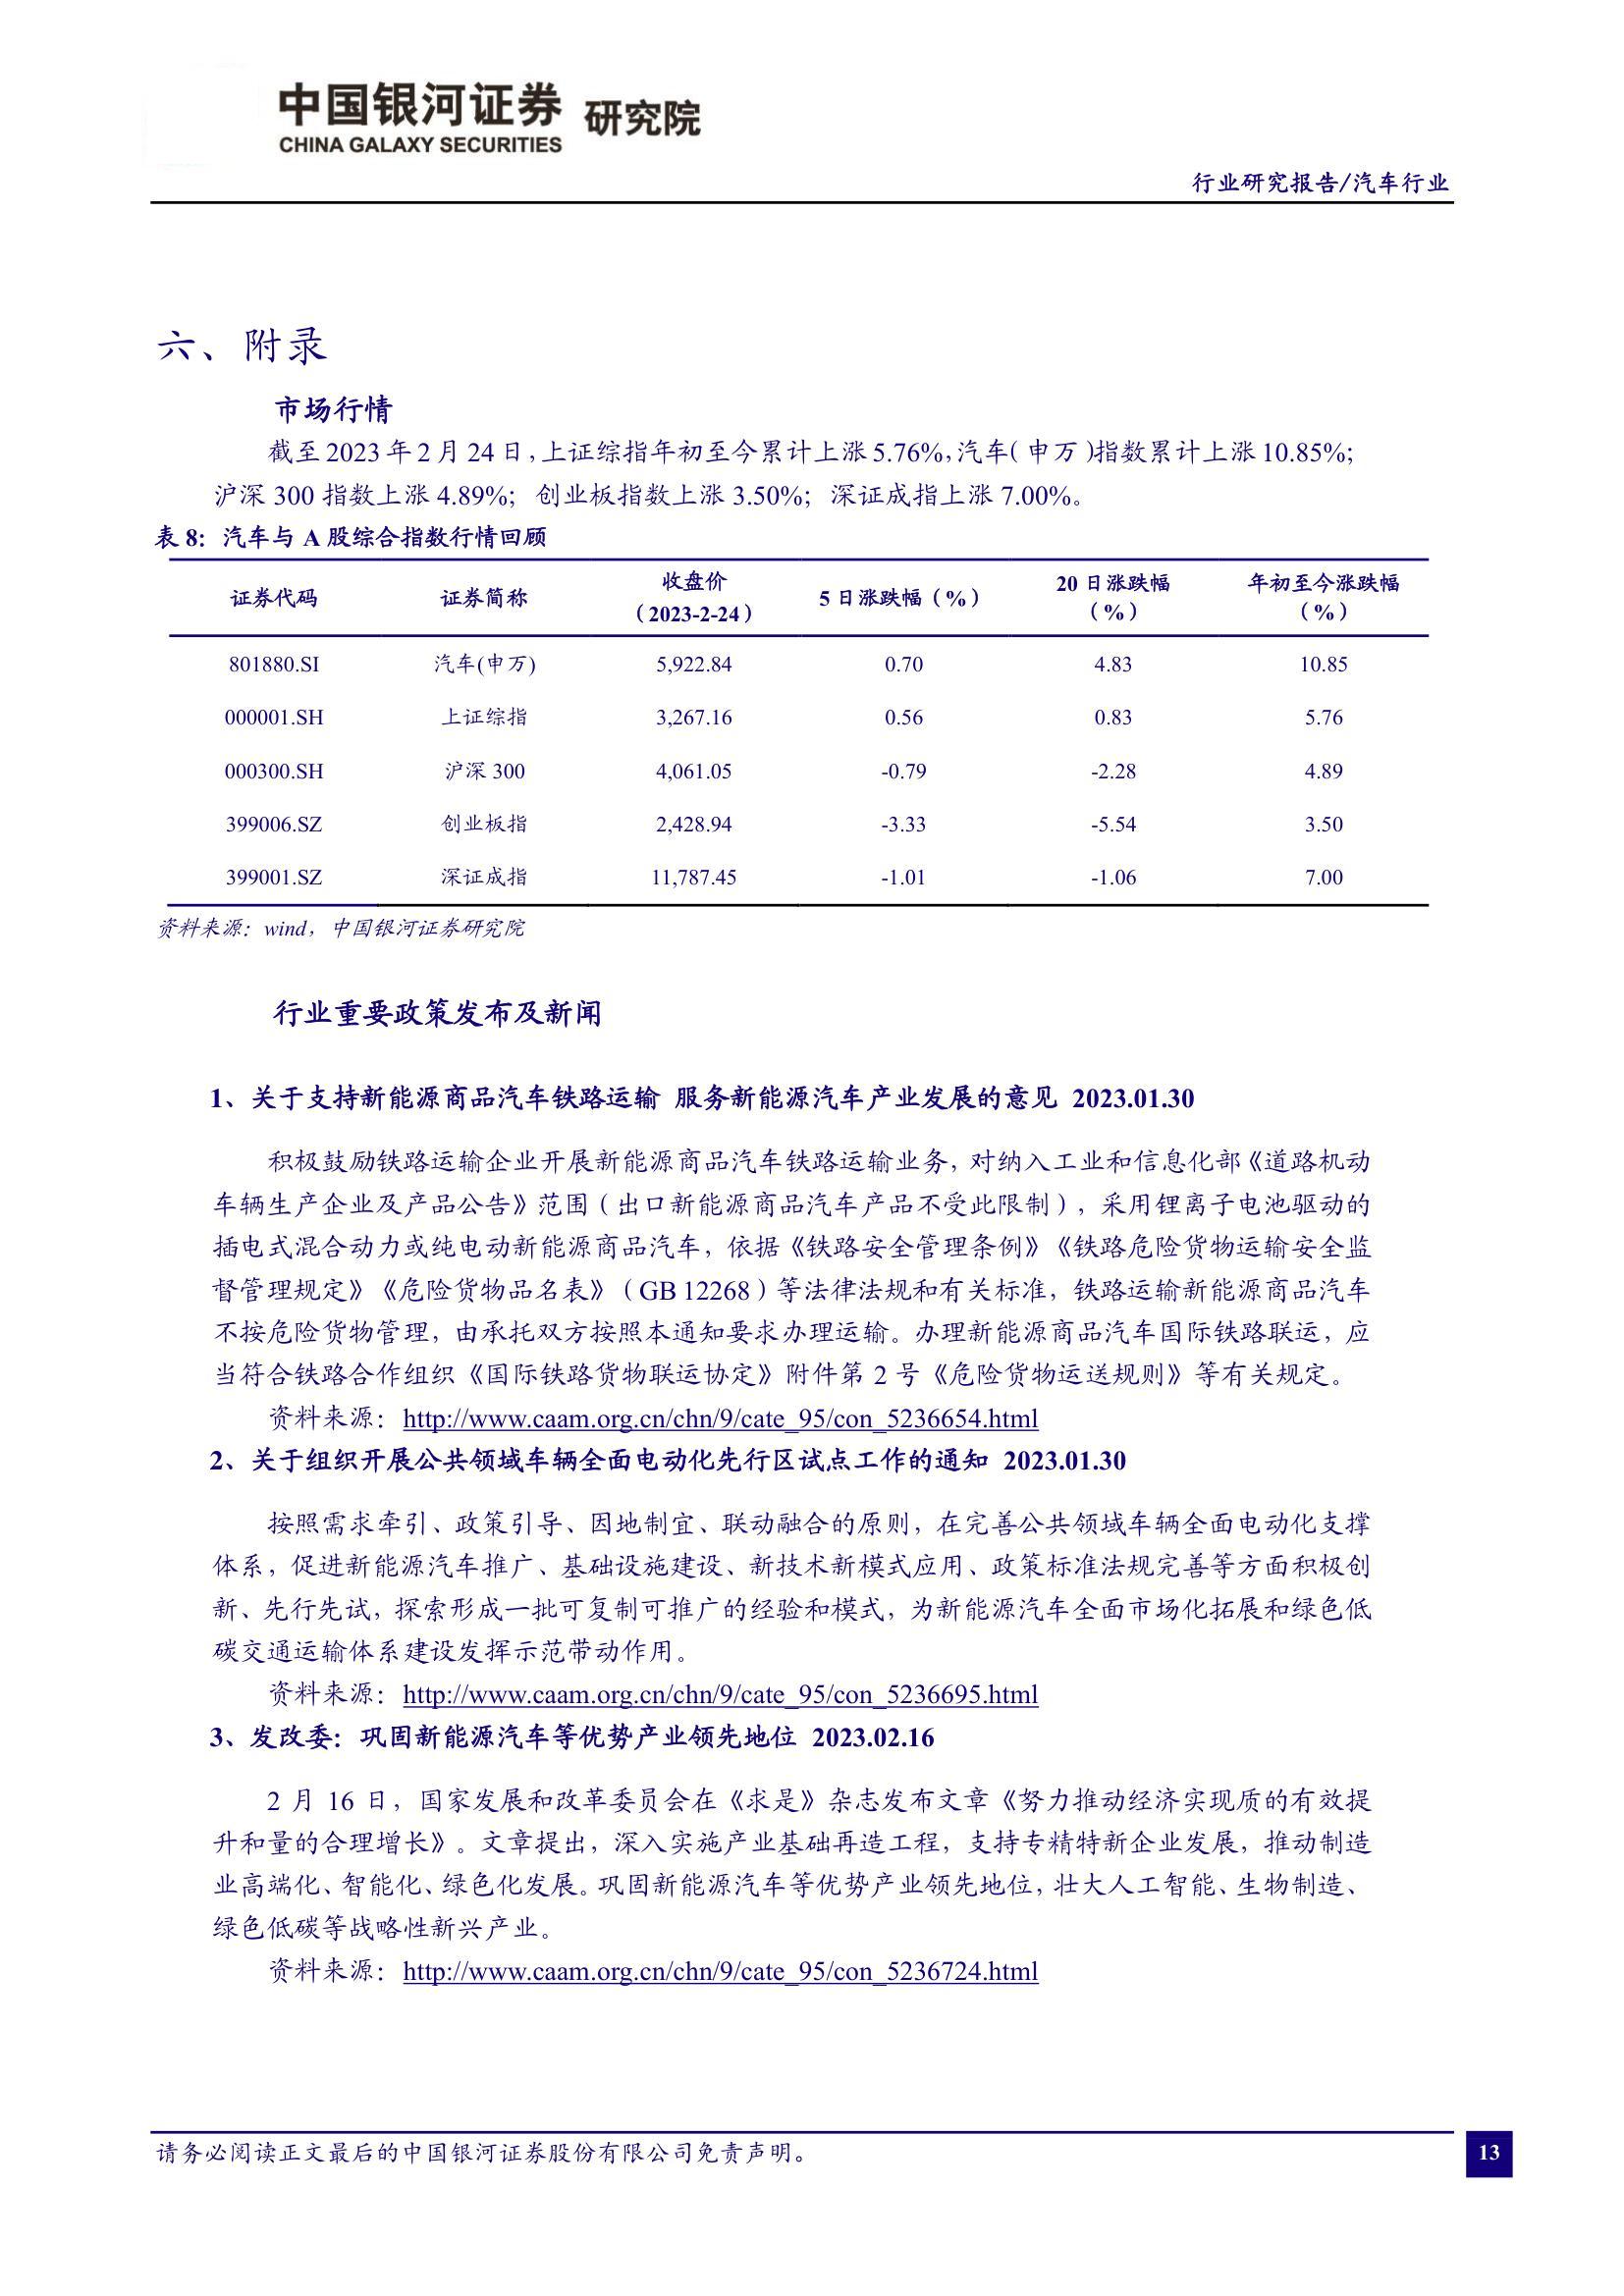 中国银河证券 研究院
CHINA GALAXY SECURITIES
行业研究报告/汽车行业
六、附录
市场行情
截至 2023 年 2 月 24 日，上证综指年初至今累计上涨 5.76%，汽车（申万）指数累计上涨 10.85%；
沪深 300 指数上涨 4.89%；创业板指数上涨 3.50%；深证成指上涨 7.00%。
表 8：汽车与 A 股综合指数行情回顾
证券代码 证券简称 收盘价（2023-2-24） 5 日涨跌幅（%） 20 日涨跌幅（%） 年初至今涨跌幅（%）
801880.SI 汽车(申万) 5,922.84 0.70 4.83 10.85
000001.SH 上证综指 3,267.16 0.56 0.83 5.76
000300.SH 沪深 300 4,061.05 -0.79 -2.28 4.89
399006.SZ 创业板指 2,428.94 -3.33 -5.54 3.50
399001.SZ 深证成指 11,787.45 -1.01 -1.06 7.00
资料来源：wind，中国银河证券研究院
行业重要政策发布及新闻
1、关于支持新能源商品汽车铁路运输 服务新能源汽车产业发展的意见 2023.01.30
积极鼓励铁路运输企业开展新能源商品汽车铁路运输业务，对纳入工业和信息化部《道路机动
车辆生产企业及产品公告》范围（出口新能源商品汽车产品不受此限制），采用锂离子电池驱动的
插电式混合动力或纯电动新能源商品汽车，依据《铁路安全管理条例》《铁路危险货物运输安全监
督管理规定》《危险货物品名表》（GB 12268）等法律法规和有关标准，铁路运输新能源商品汽车
不按危险货物管理，由承托双方按照本通知要求办理运输。办理新能源商品汽车国际铁路联运，应
当符合铁路合作组织《国际铁路货物联运协定》附件第 2 号《危险货物运送规则》等有关规定。
资料来源：http://www.caam.org.cn/chn/9/cate_95/con_5236654.html
2、关于组织开展公共领域车辆全面电动化先行区试点工作的通知 2023.01.30
按照需求牵引、政策引导、因地制宜、联动融合的原则，在完善公共领域车辆全面电动化支撑
体系，促进新能源汽车推广、基础设施建设、新技术新模式应用、政策标准法规完善等方面积极创
新、先行先试，探索形成一批可复制可推广的经验和模式，为新能源汽车全面市场化拓展和绿色低
碳交通运输体系建设发挥示范带动作用。
资料来源：http://www.caam.org.cn/chn/9/cate_95/con_5236695.html
3、发改委：巩固新能源汽车等优势产业领先地位 2023.02.16
2 月 16 日，国家发展和改革委员会在《求是》杂志发布文章《努力推动经济实现质的有效提
升和量的合理增长》。文章提出，深入实施产业基础再造工程，支持专精特新企业发展，推动制造
业高端化、智能化、绿色化发展。巩固新能源汽车等优势产业领先地位，壮大人工智能、生物制造、
绿色低碳等战略性新兴产业。
资料来源：http://www.caam.org.cn/chn/9/cate_95/con_5236724.html
请务必阅读正文最后的中国银河证券股份有限公司免责声明。
13